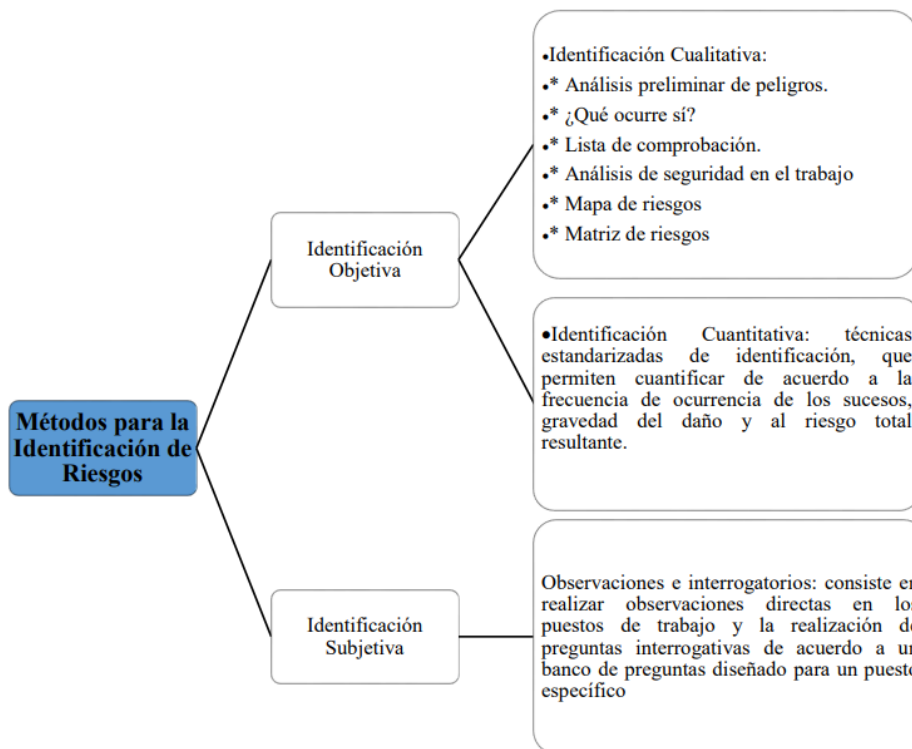 •Identificación Cualitativa:
•* Análisis preliminar de peligros.
•* ¿Qué ocurre sí?
•* Lista de comprobación.
•* Análisis de seguridad en el trabajo
•* Mapa de riesgos
•* Matriz de riesgos
Identificación
Objetiva
•Identificación Cuantitativa: técnicas
estandarizadas de identificación, que
permiten cuantificar de acuerdo a la
frecuencia de ocurrencia de los sucesos,
gravedad del daño y al riesgo total
resultante.
Métodos para la
Identificación de
Riesgos
Identificación
Subjetiva
Observaciones e interrogatorios: consiste en
realizar observaciones directas en los
puestos de trabajo y la realización de
preguntas interrogativas de acuerdo a un
banco de preguntas diseñado para un puesto
específico